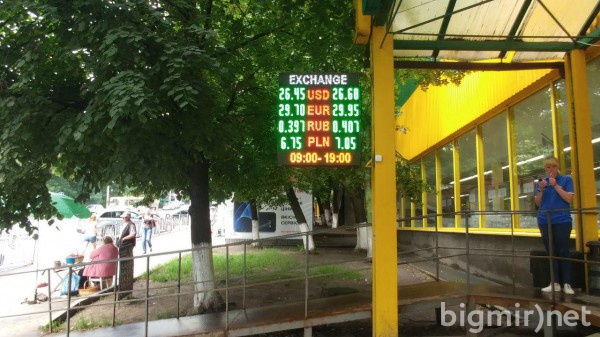 EXCHANGE
26.45 USD 26.60
29.70 EUR 29.95
0.397 RUB 0.407
6.75 PLN 7.05
09:00-19:00
bigmir)net